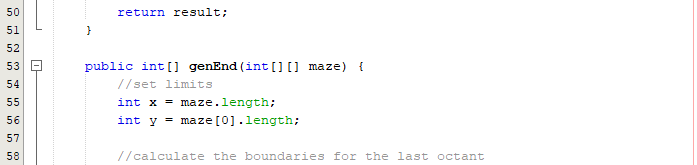 50 return result;
51 }
52
53 public int[] genEnd(int[][] maze) {
54 //set limits
55 int x = maze.length;
56 int y = maze[0].length;
57
58 //calculate the boundaries for the last octant